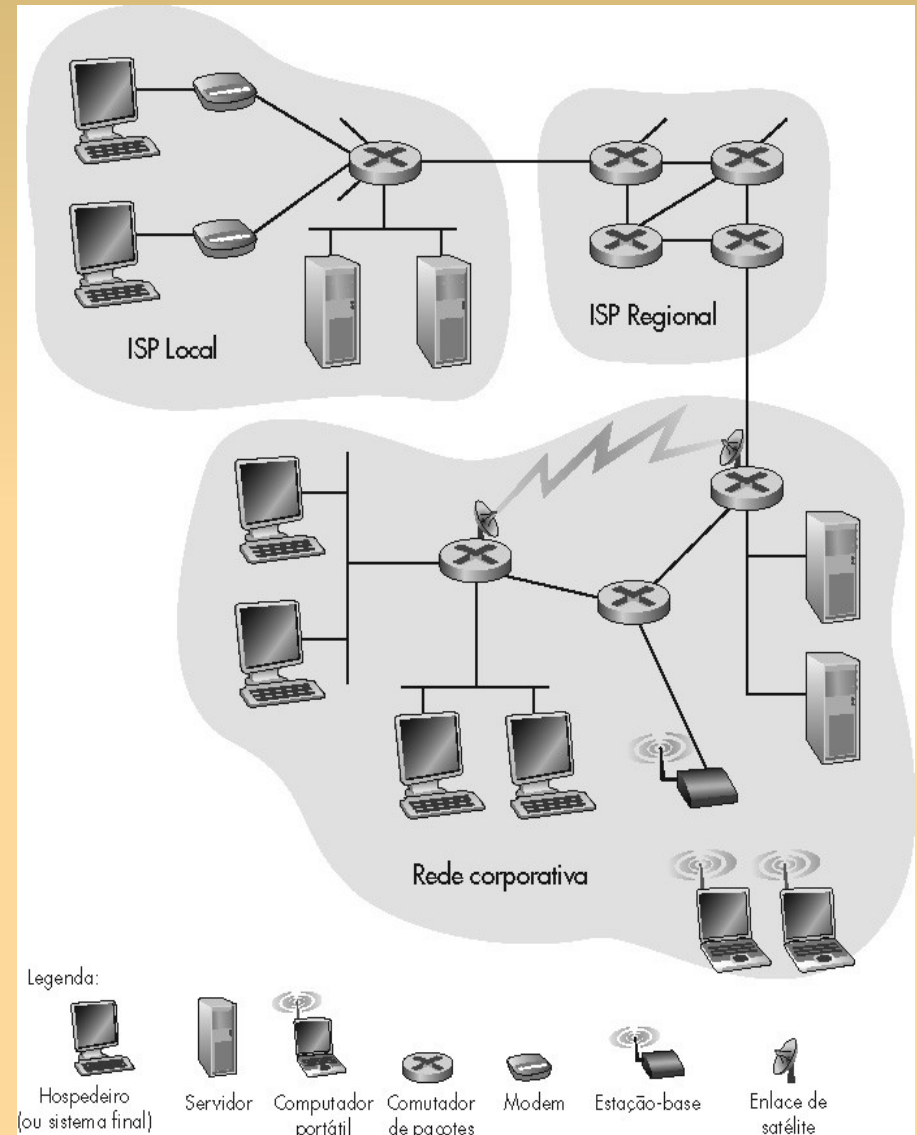 ISP Local
ISP Regional
Rede corporativa
Legenda:
Hospedeiro
(ou sistema final)
Servidor
Computador
portátil
Comutador
de pacotes
Modem
Estação-base
Enlace de
satélite